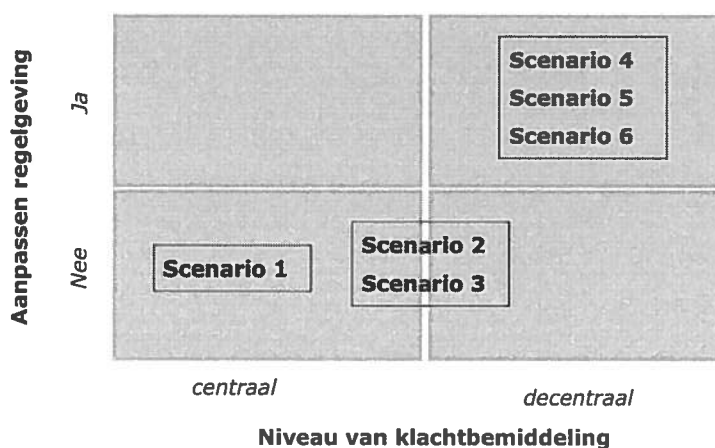 Aanpassen regelgeving
Ja
Nee
Scenario 4
Scenario 5
Scenario 6
Scenario 1
Scenario 2
Scenario 3
centraal
decentraal
Niveau van klachtbemiddeling